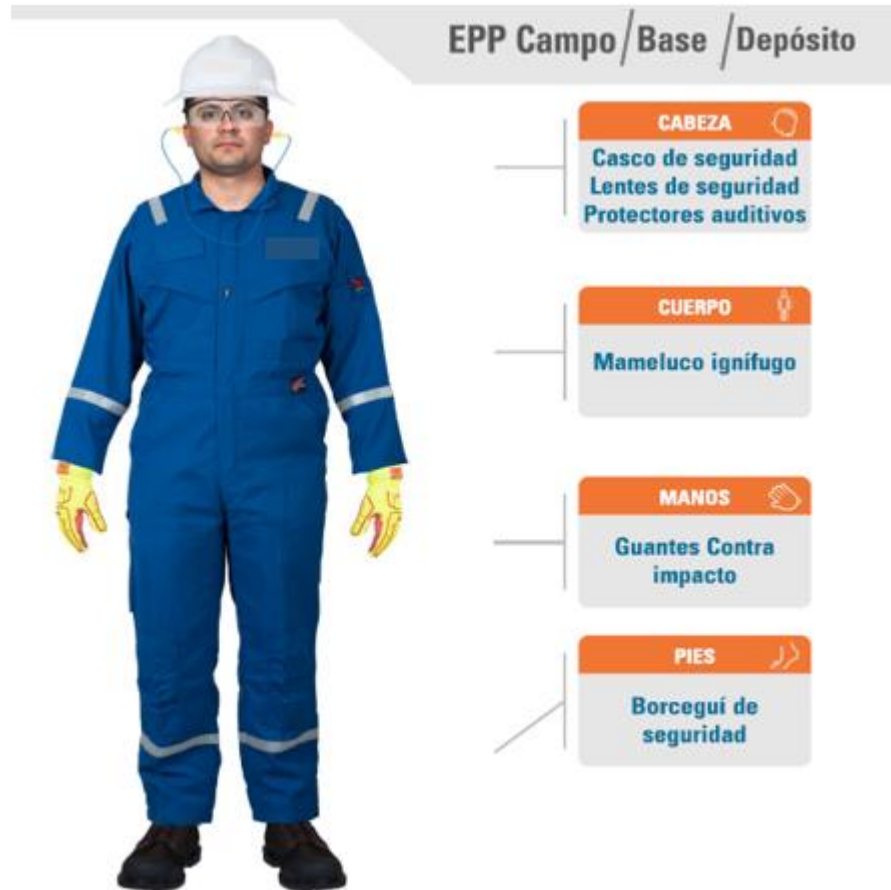 EPP Campo/Base/Depósito
CABEZA
Casco de seguridad
Lentes de seguridad
Protectores auditivos
CUERPO
Mameluco ignífugo
MANOS
Guantes Contra
impacto
PIES
Borceguí de
seguridad